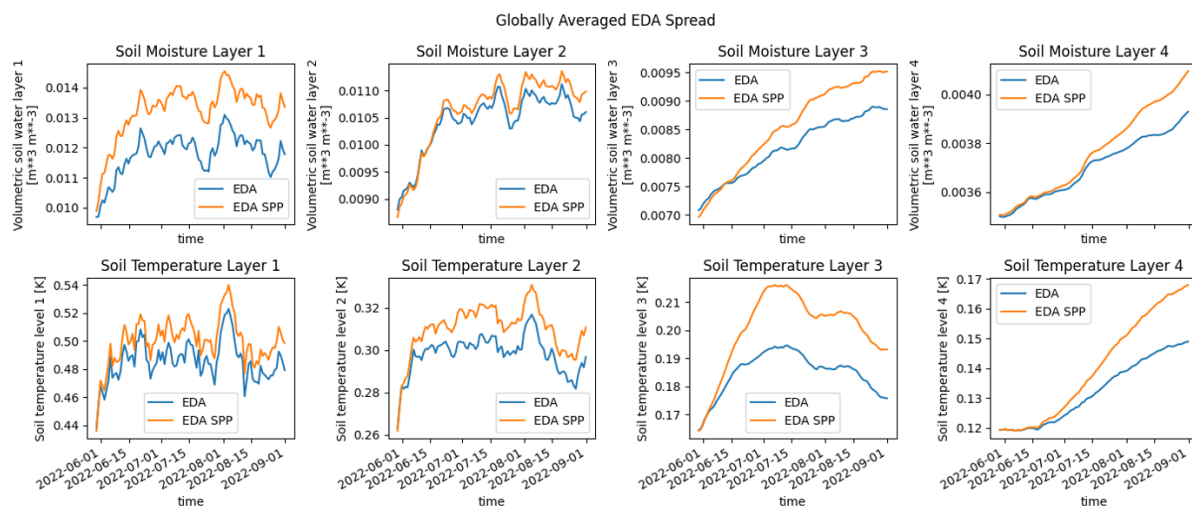 Globally Averaged EDA Spread
Soil Moisture Layer 1
Volumetric soil water layer 1
[m**3 m**-3]
0.014
0.013
0.012
0.011
0.010
EDA
EDA SPP
time
Soil Moisture Layer 2
Volumetric soil water layer 2
[m**3 m**-3]
0.0110
0.0105
0.0100
0.0095
0.0090
EDA
EDA SPP
time
Soil Moisture Layer 3
Volumetric soil water layer 3
[m**3 m**-3]
0.0095
0.0090
0.0085
0.0080
0.0075
0.0070
EDA
EDA SPP
time
Soil Moisture Layer 4
Volumetric soil water layer 4
[m**3 m**-3]
0.0040
0.0038
0.0036
EDA
EDA SPP
time
Soil Temperature Layer 1
Soil temperature level 1 [K]
0.54
0.52
0.50
0.48
0.46
0.44
EDA
EDA SPP
2022-06-01
2022-06-15
2022-07-01
2022-07-15
2022-08-01
2022-08-15
2022-09-01
time
Soil Temperature Layer 2
Soil temperature level 2 [K]
0.32
0.30
0.28
0.26
EDA
EDA SPP
2022-06-01
2022-06-15
2022-07-01
2022-07-15
2022-08-01
2022-08-15
2022-09-01
time
Soil Temperature Layer 3
Soil temperature level 3 [K]
0.21
0.20
0.19
0.18
0.17
EDA
EDA SPP
2022-06-01
2022-06-15
2022-07-01
2022-07-15
2022-08-01
2022-08-15
2022-09-01
time
Soil Temperature Layer 4
Soil temperature level 4 [K]
0.17
0.16
0.15
0.14
0.13
0.12
EDA
EDA SPP
2022-06-01
2022-06-15
2022-07-01
2022-07-15
2022-08-01
2022-08-15
2022-09-01
time